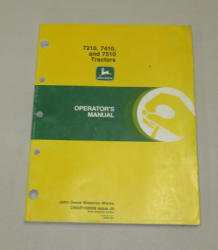 7210, 7410,
and 7510
Tractors
OPERATOR'S
MANUAL
John Deere Waterloo Works